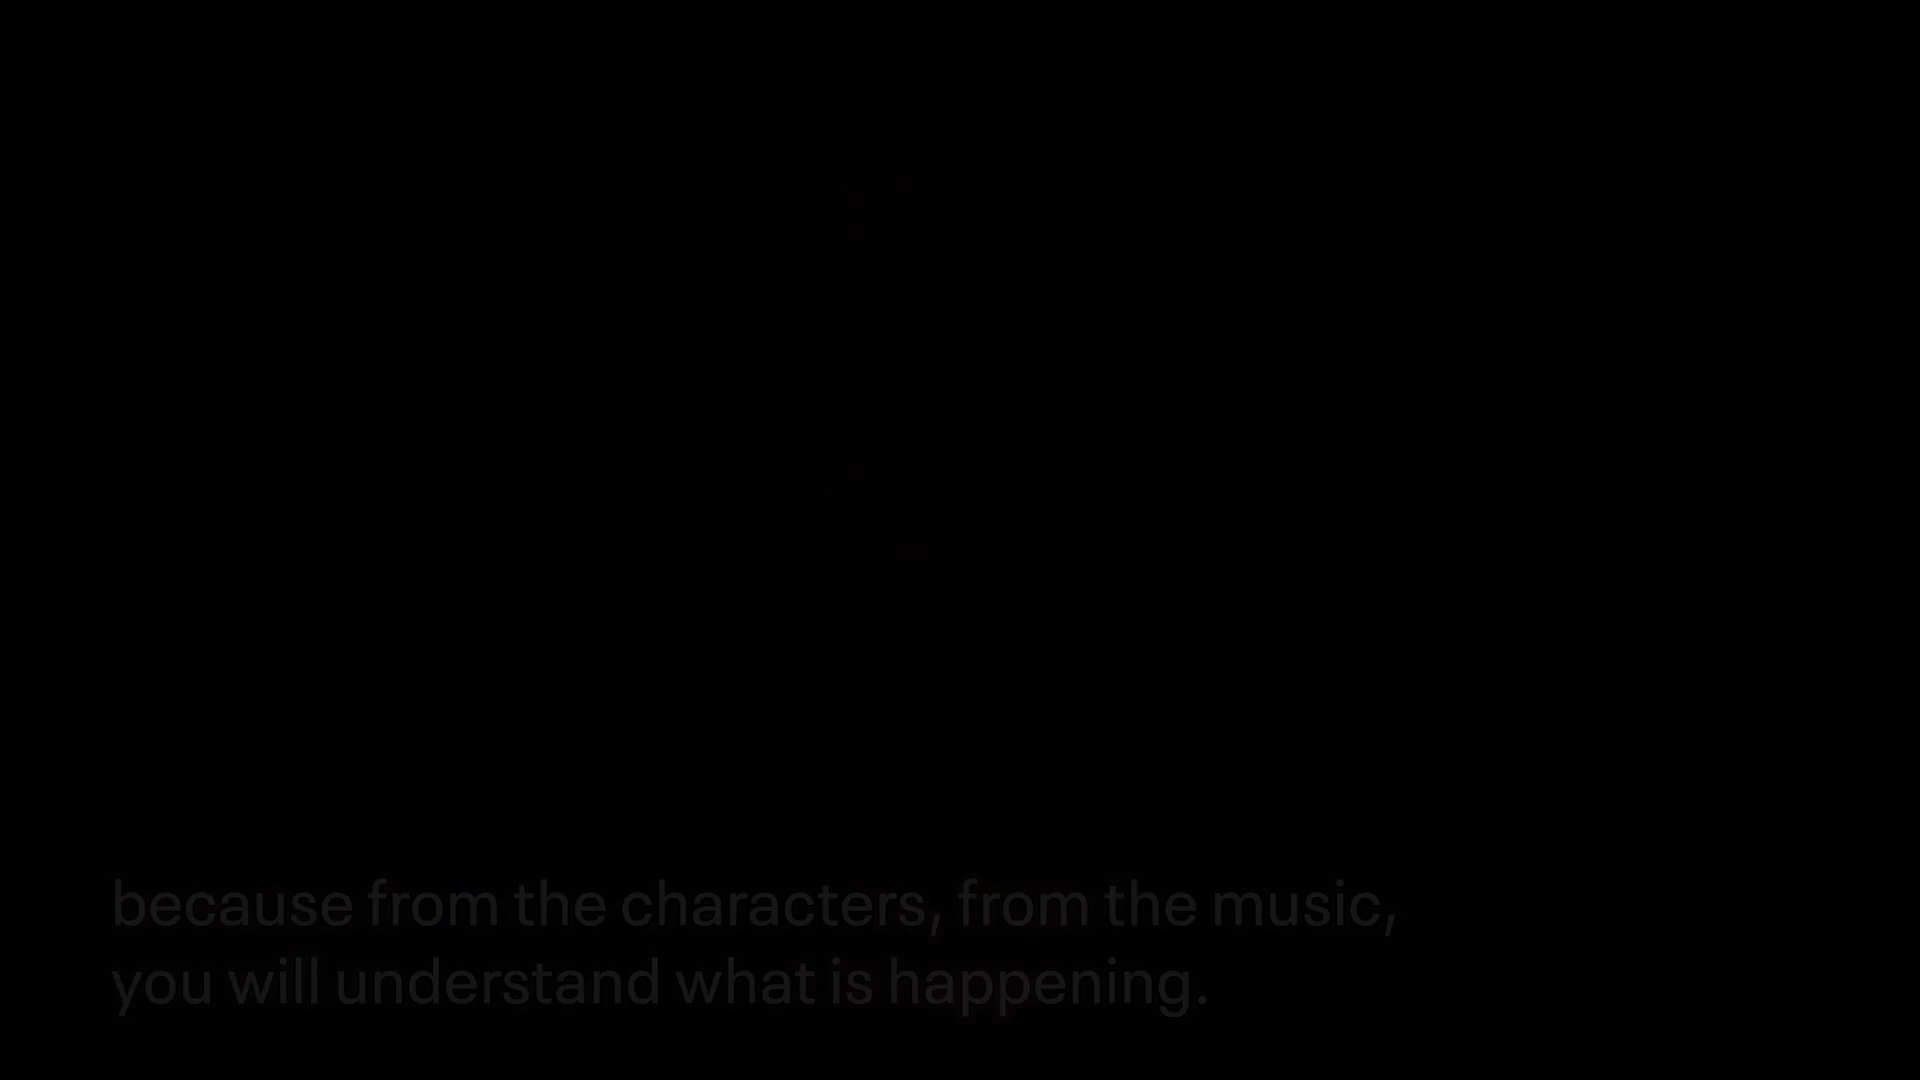 because from the characters, from the music,
you will understand what is happening.